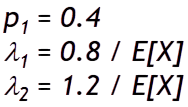 p₁ = 0.4
λ₁ = 0.8 / E[X]
λ₂ = 1.2 / E[X]